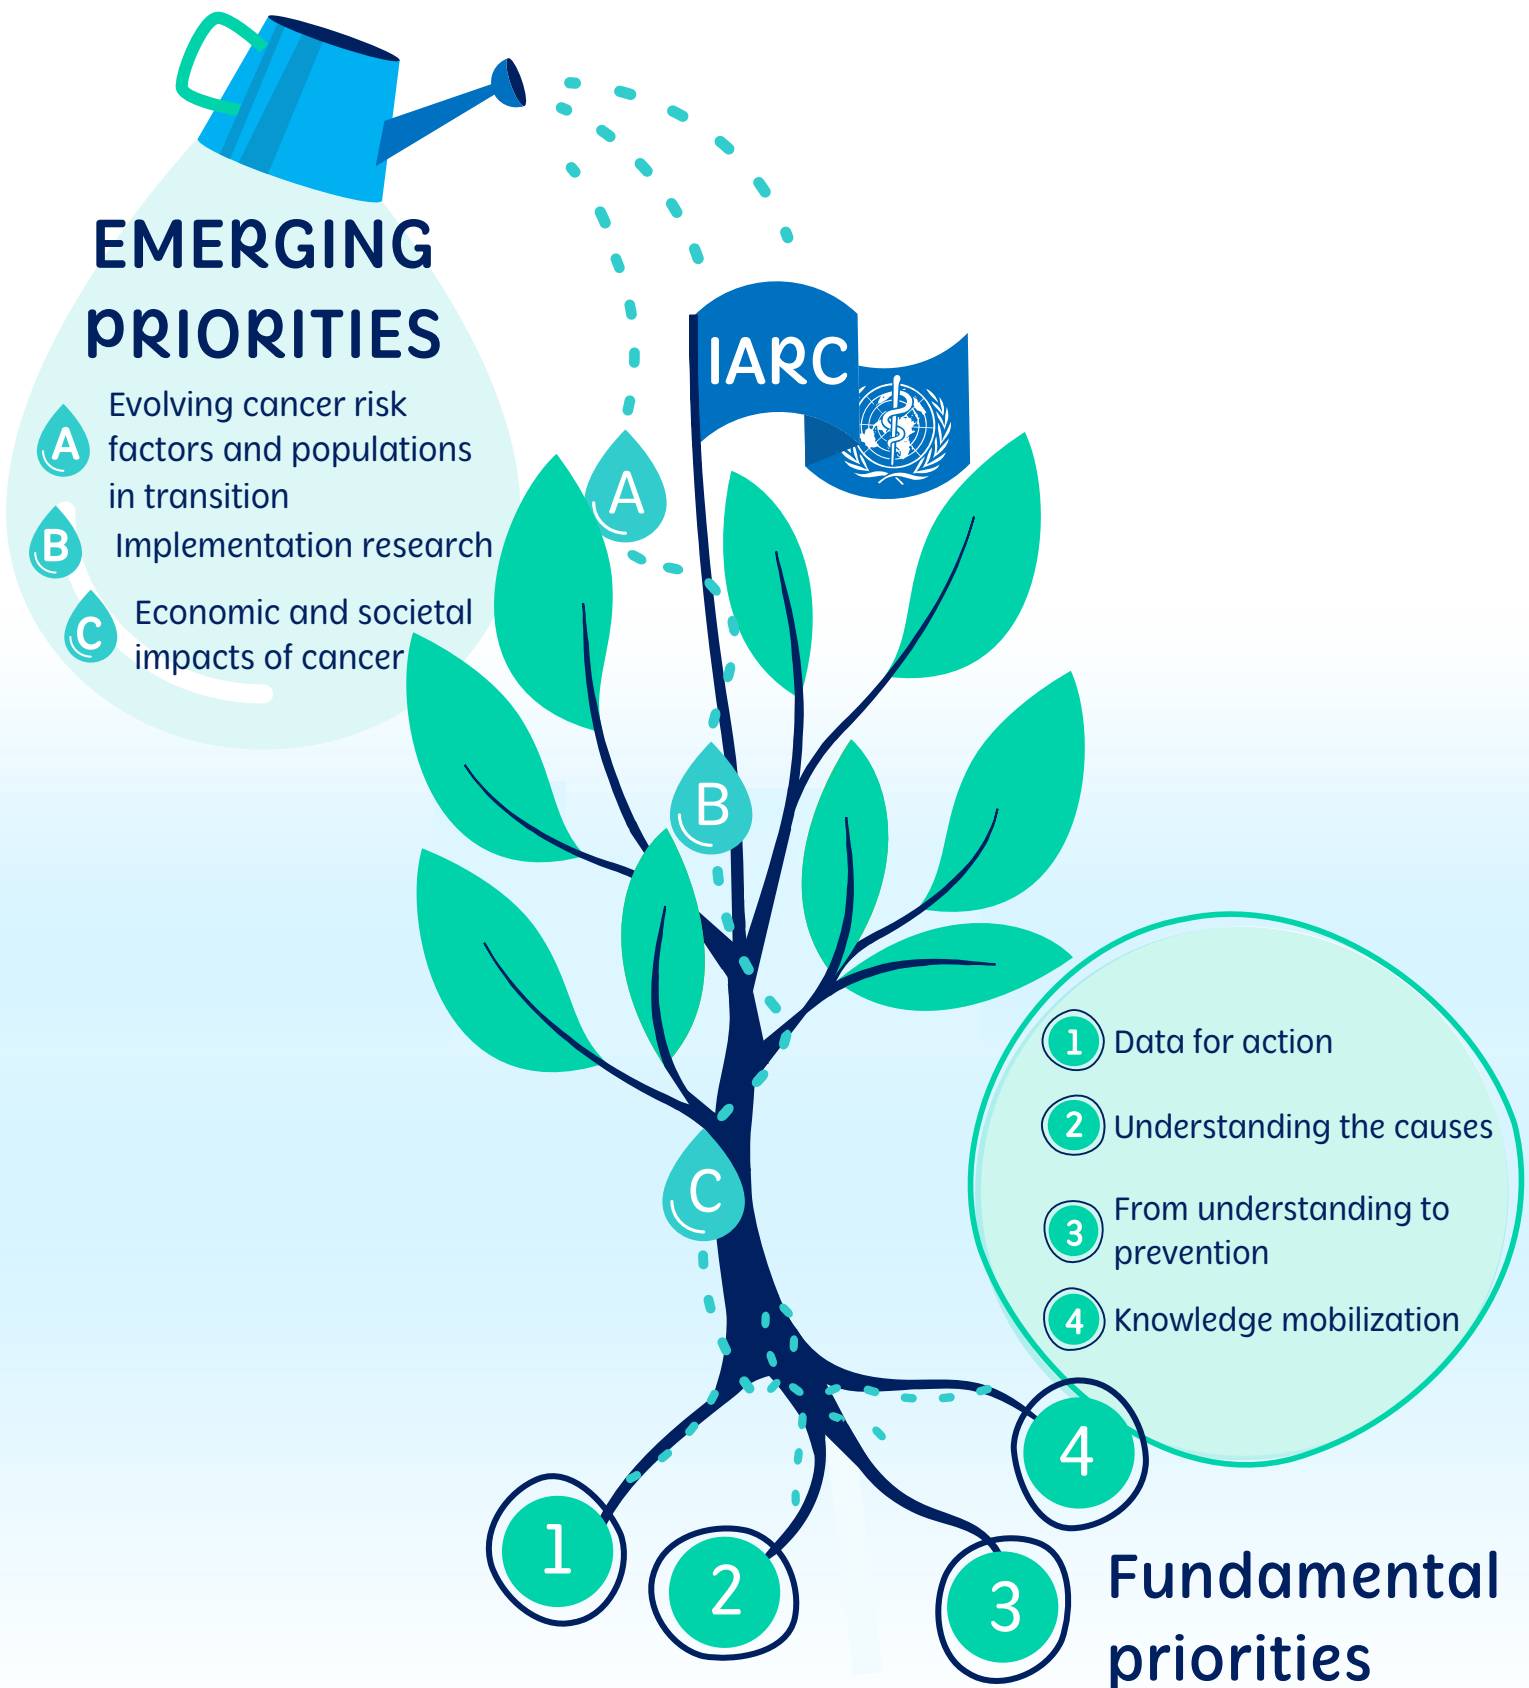 EMERGING
PRIORITIES
A
Evolving cancer risk
factors and populations
in transition
B
Implementation research
C
Economic and societal
impacts of cancer
IARC
A
B
C
1 Data for action
2 Understanding the causes
3 From understanding to
prevention
4 Knowledge mobilization
4
1
2
3
Fundamental
priorities